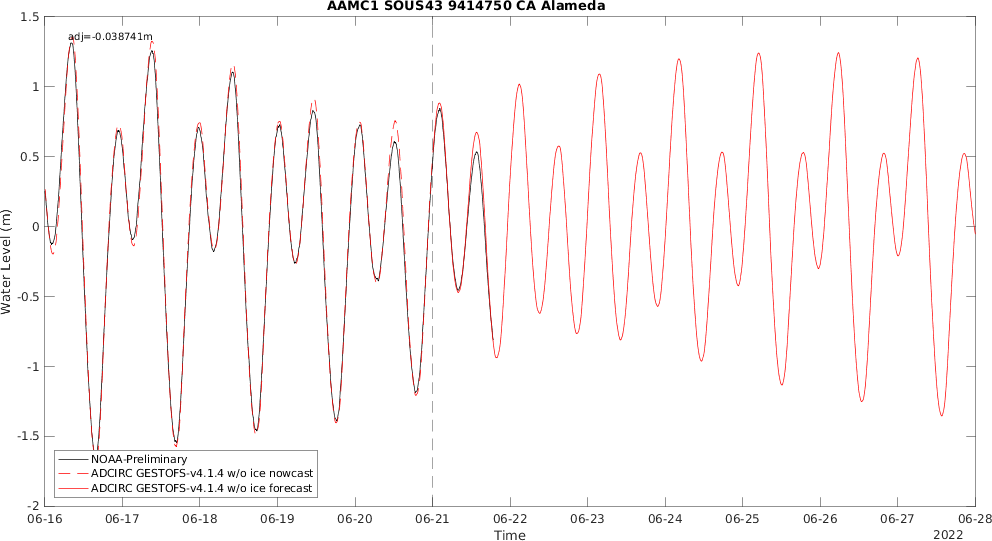 AAMC1 SOUS43 9414750 CA Alameda
adj=-0.038741m
1.5
1
0.5
0
-0.5
-1
-1.5
-2
Water Level (m)
NOAA-Preliminary
ADCIRC GESTOFS-v4.1.4 w/o ice nowcast
ADCIRC GESTOFS-v4.1.4 w/o ice forecast
06-16 06-17 06-18 06-19 06-20 06-21 06-22 06-23 06-24 06-25 06-26 06-27 06-28
Time
2022